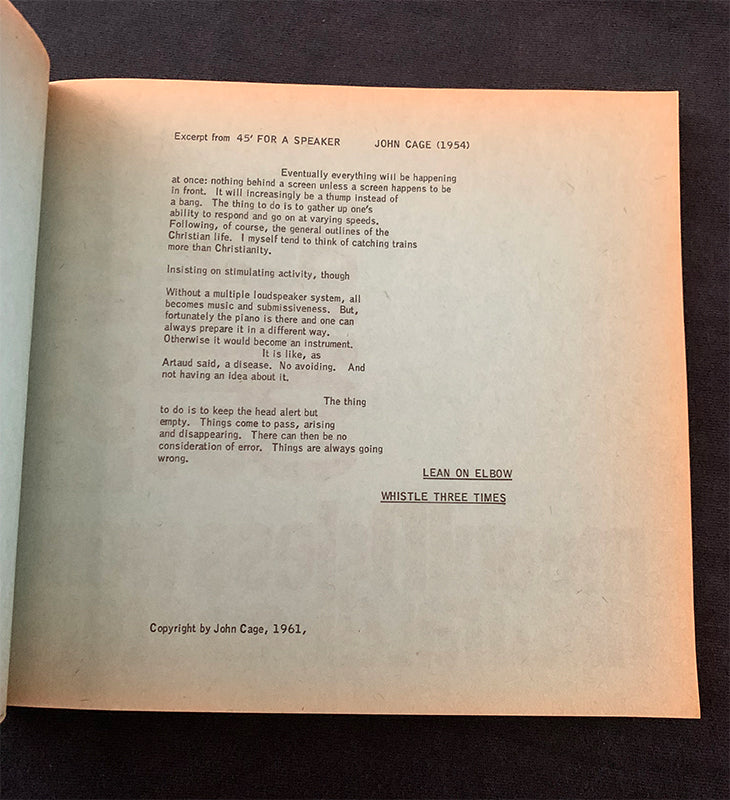 Excerpt from 45' FOR A SPEAKER JOHN CAGE (1954)
Eventually everything will be happening
at once: nothing behind a screen unless a screen happens to be
in front. It will increasingly be a thump instead of
a bang. The thing to do is to gather up one's
ability to respond and go on at varying speeds.
Following, of course, the general outlines of the
Christian life. I myself tend to think of catching trains
more than Christianity.
Insisting on stimulating activity, though
Without a multiple loudspeaker system, all
becomes music and submissiveness. But,
fortunately the piano is there and one can
always prepare it in a different way.
Otherwise it would become an instrument.
It is like, as
Artaud said, a disease. No avoiding. And
not having an idea about it.
The thing
to do is to keep the head alert but
empty. Things come to pass, arising
and disappearing. There can then be no
consideration of error. Things are always going
wrong.
LEAN ON ELBOW
WHISTLE THREE TIMES
Copyright by John Cage, 1961,